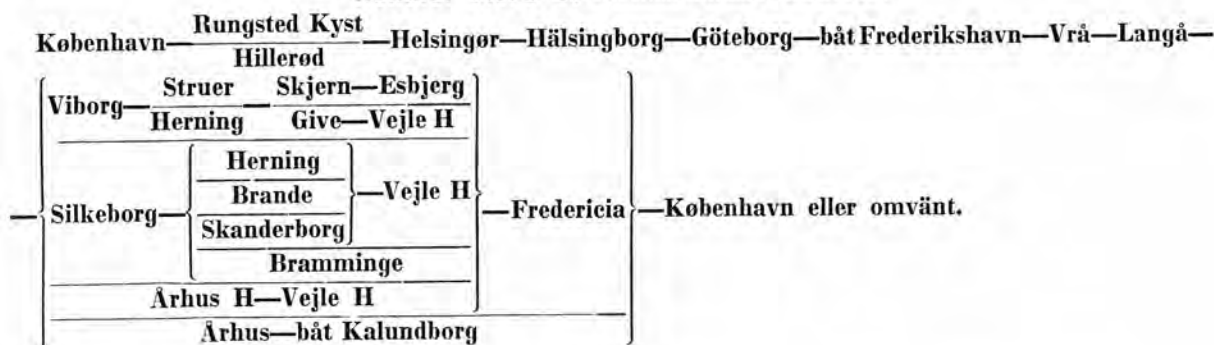 Rungsted Kyst
København—Hillerød—Helsingør—Hälsingborg—Göteborg—båt Frederikshavn—Vrå—Langå—
Struer Skjern—Esbjerg
Viborg— —
Herning Give—Vejle H
Herning
Brande —Vejle H
—Silkeborg— —Fredericia —København eller omvänt.
Skanderborg
Bramminge
Århus H—Vejle H
Århus—båt Kalundborg